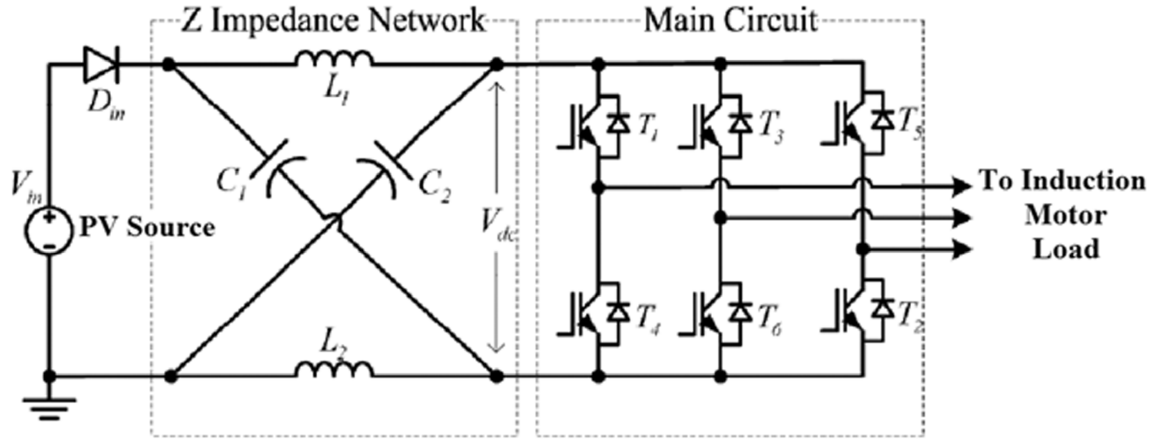 Z Impedance Network
Main Circuit
D_in
L_1
T_1
T_3
T_5
V_in
+
-
PV Source
C_1
C_2
V_dc
To Induction
Motor
Load
L_2
T_4
T_6
T_2